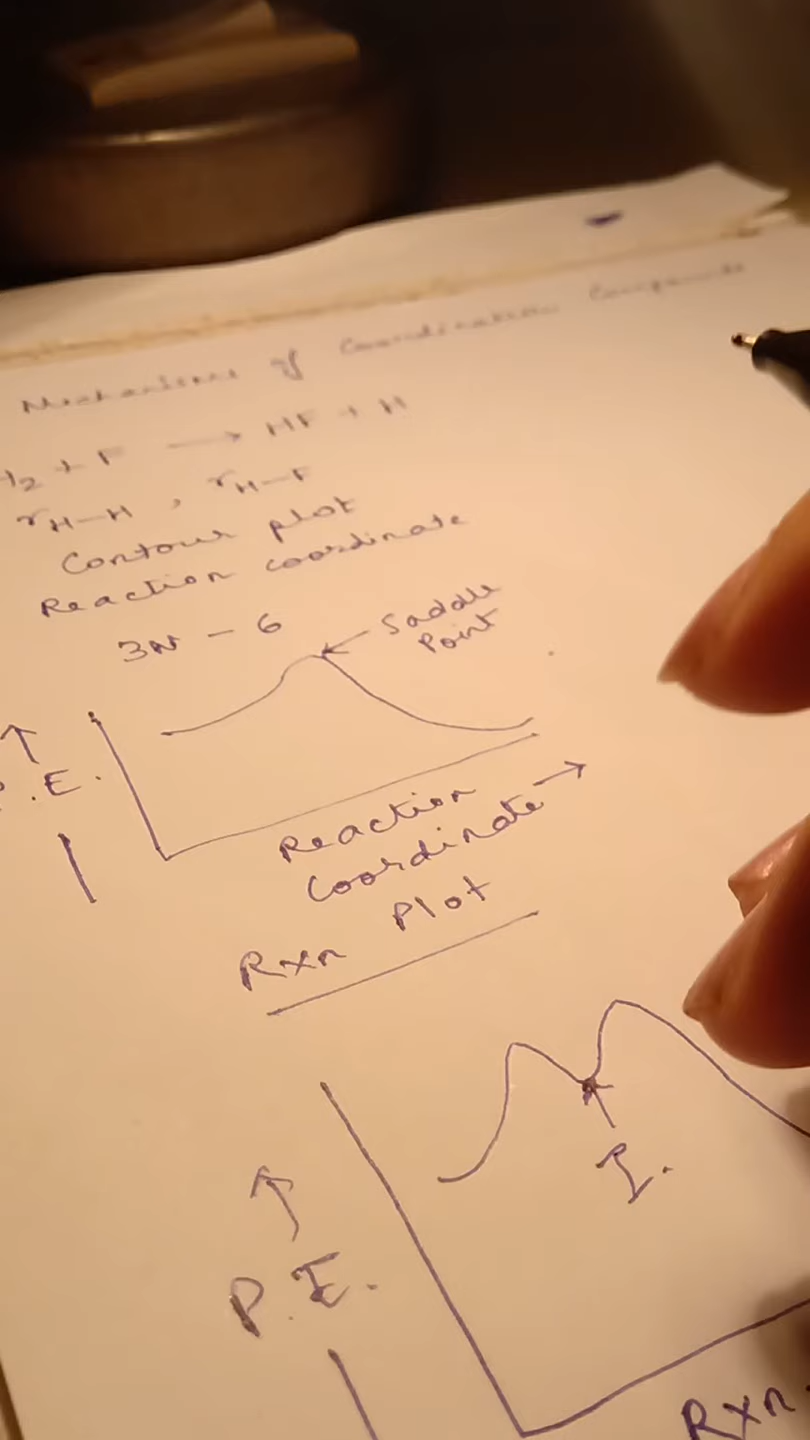 Mechanisms of Coordination Compounds
H2 + F → HF + H
rH-H , rH-F
Contour plot
Reaction coordinate
3N - 6
Saddle
Point
P.E.
Reaction
Coordinate →
Rxn Plot
I.
P.E.
Rxn.